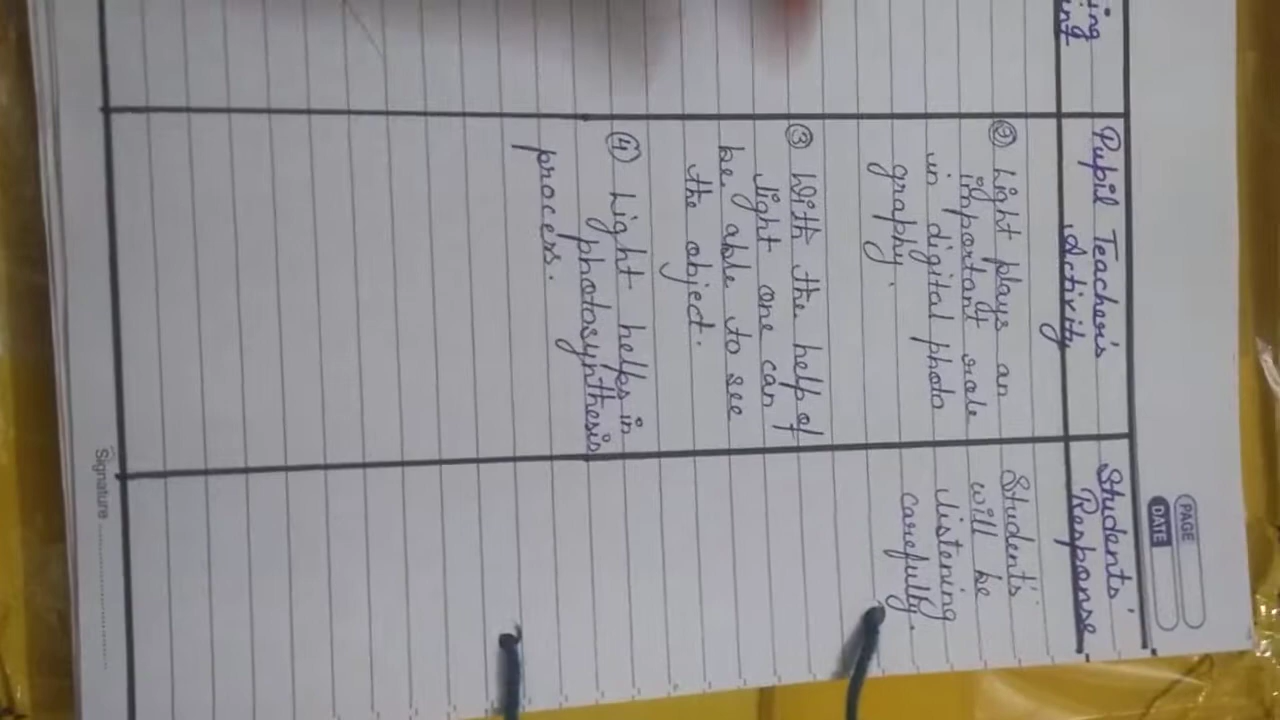 PAGE
DATE
ing
int
Pupil Teacher's
Activity
Students'
Response
② Light plays an
important role
in digital photo
graphy.
③ With the help of
light one can
be able to see
the object.
④ Light helps in
photosynthesis
process.
Students
will be
listening
carefully.
Signature